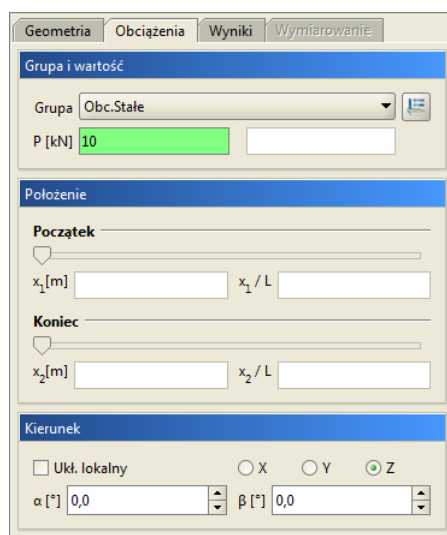 Geometria Obciążenia Wyniki Wymiarowanie
Grupa i wartość
Grupa Obc.Stałe
P [kN] 10
Położenie
Początek
x1[m] x1 / L
Koniec
x2[m] x2 / L
Kierunek
Ukł. lokalny X Y Z
α [°] 0,0 β [°] 0,0